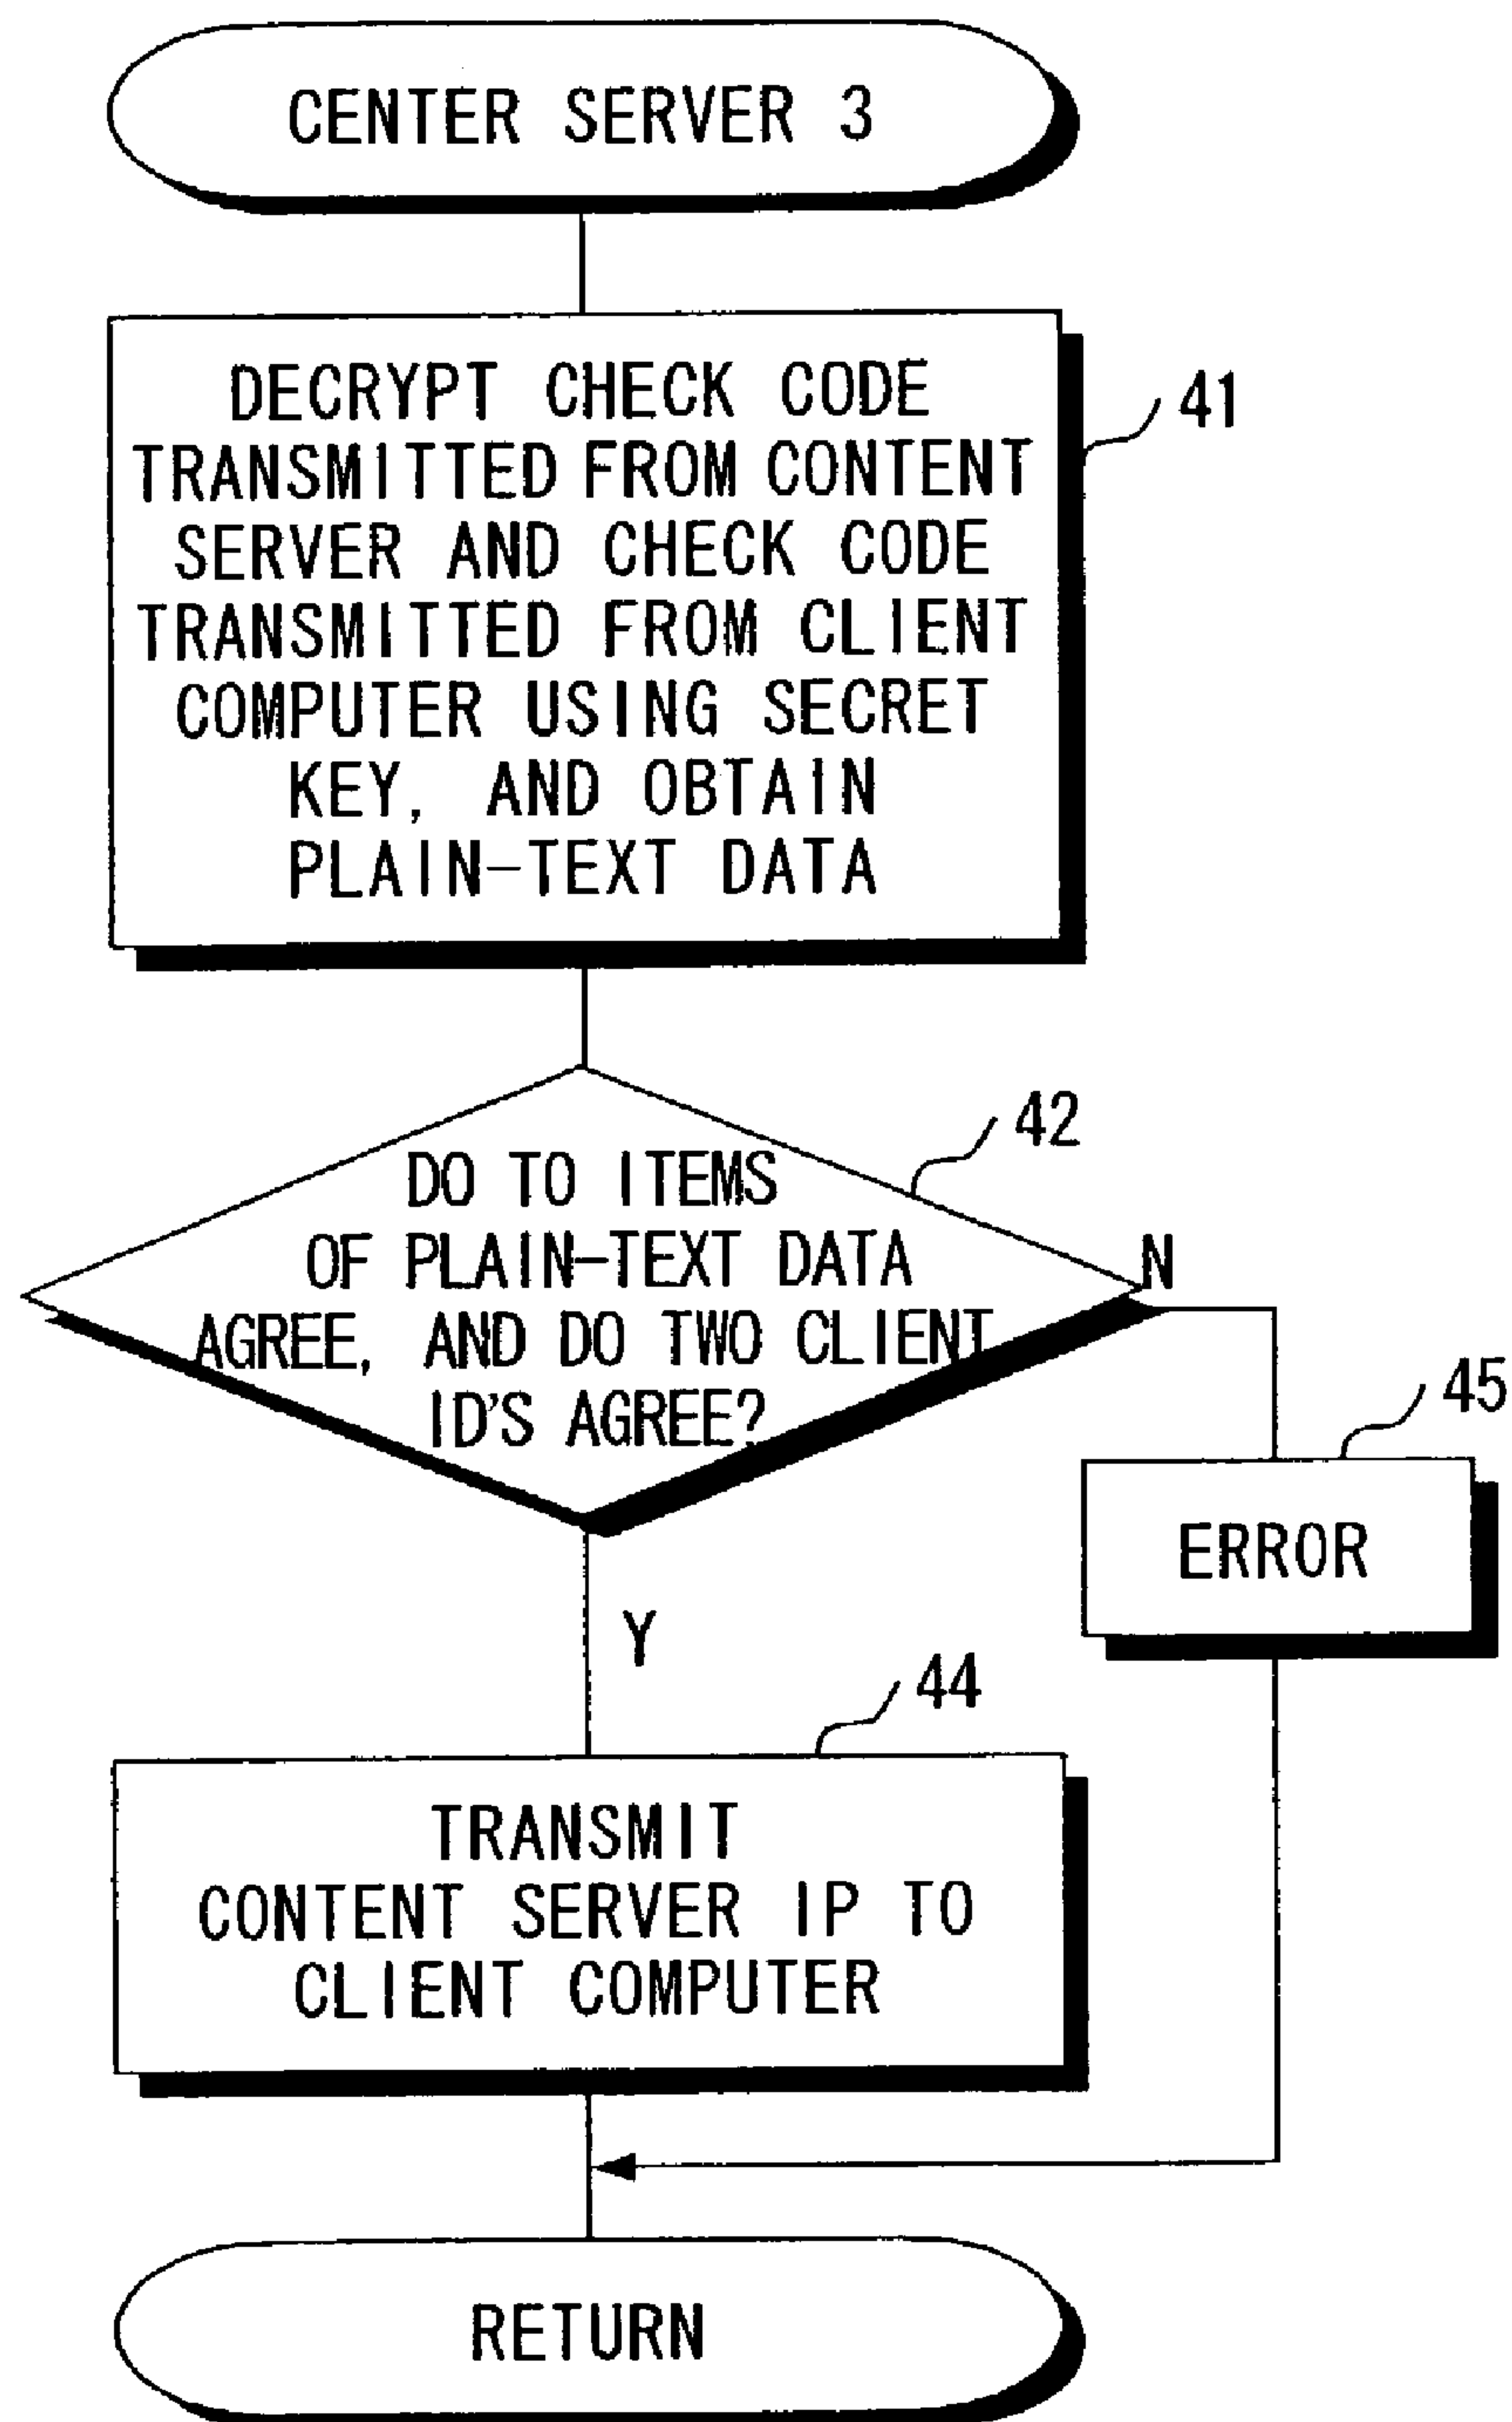 CENTER SERVER 3
DECRYPT CHECK CODE
TRANSMITTED FROM CONTENT
SERVER AND CHECK CODE
TRANSMITTED FROM CLIENT
COMPUTER USING SECRET
KEY, AND OBTAIN
PLAIN-TEXT DATA
41
DO TO ITEMS
OF PLAIN-TEXT DATA
AGREE, AND DO TWO CLIENT
ID'S AGREE?
42
N
45
ERROR
Y
44
TRANSMIT
CONTENT SERVER IP TO
CLIENT COMPUTER
RETURN